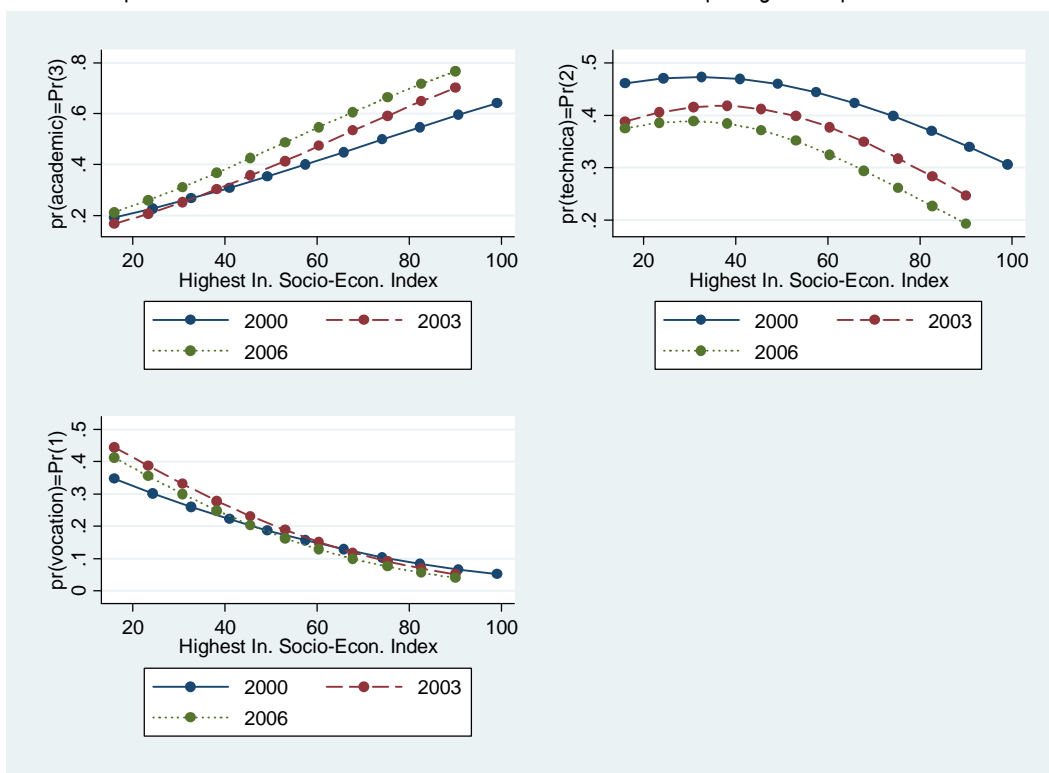 pr(academic)=Pr(3)
.8
.6
.4
.2
20 40 60 80 100
Highest In. Socio-Econ. Index
2000 2003
2006
pr(technica)=Pr(2)
.5
.4
.3
.2
20 40 60 80 100
Highest In. Socio-Econ. Index
2000 2003
2006
pr(vocation)=Pr(1)
.5
.4
.3
.2
.1
0
20 40 60 80 100
Highest In. Socio-Econ. Index
2000 2003
2006